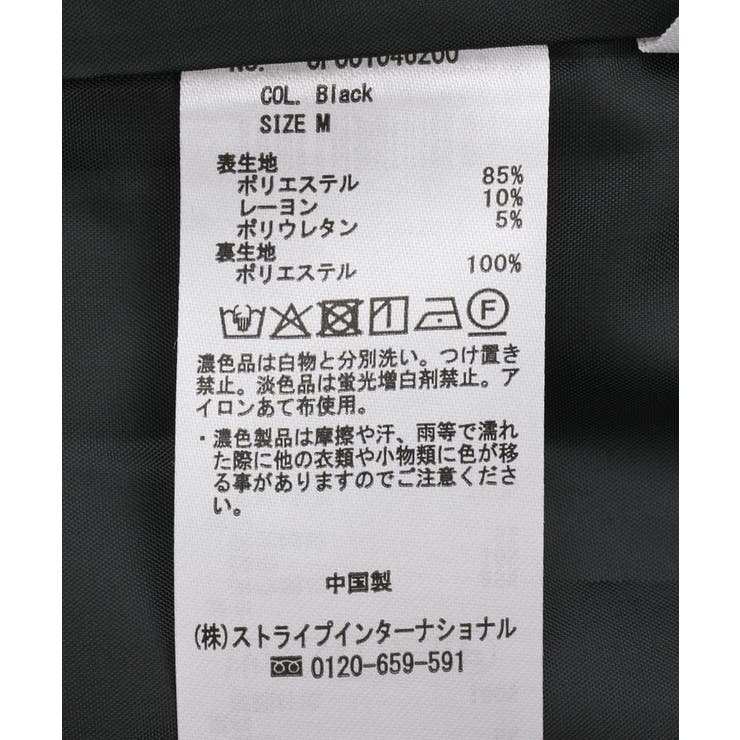 COL. Black
SIZE M
表生地
ポリエステル 85%
レーヨン 10%
ポリウレタン 5%
裏生地
ポリエステル 100%
F
濃色品は白物と分別洗い。つけ置き
禁止。淡色品は蛍光増白剤禁止。ア
イロンあて布使用。
・濃色製品は摩擦や汗、雨等で濡れ
た際に他の衣類や小物類に色が移
る事がありますのでご注意くださ
い。
中国製
(株)ストライプインターナショナル
0120-659-591